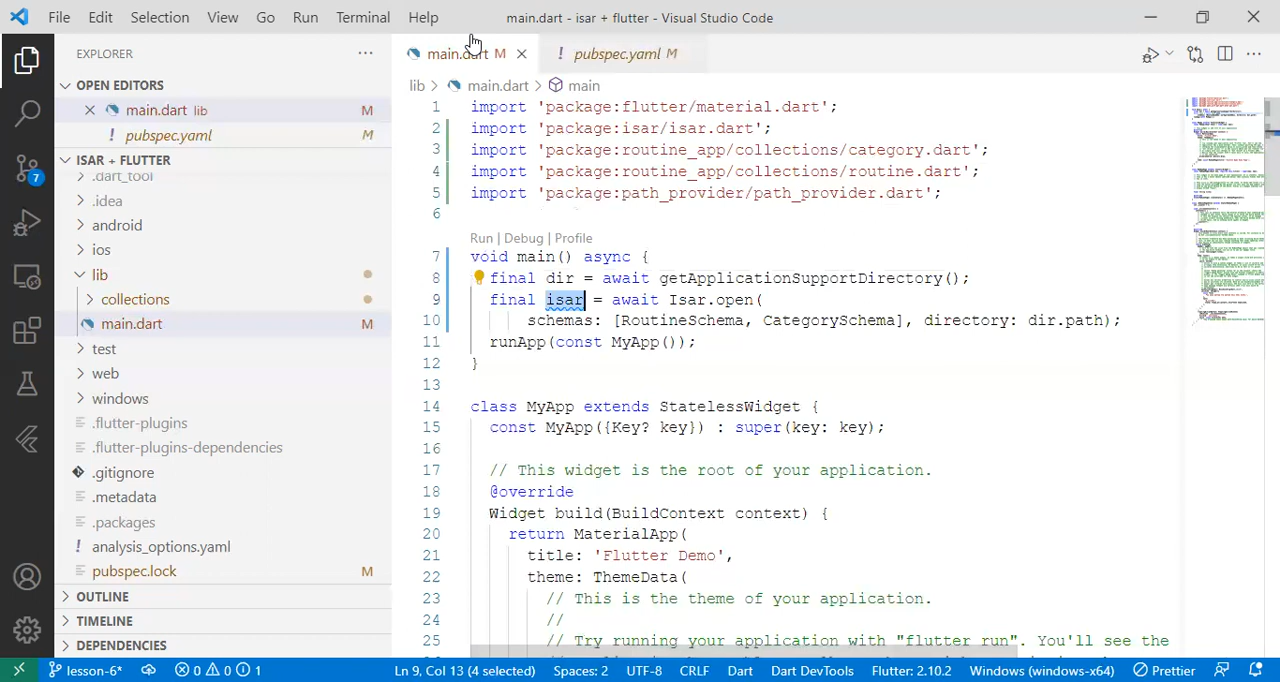 File Edit Selection View Go Run Terminal Help main.dart - isar + flutter - Visual Studio Code
EXPLORER
OPEN EDITORS
main.dart lib M
pubspec.yaml M
ISAR + FLUTTER
.dart_tool
.idea
android
ios
lib
collections
main.dart M
test
web
windows
.flutter-plugins
.flutter-plugins-dependencies
.gitignore
.metadata
.packages
analysis_options.yaml
pubspec.lock M
OUTLINE
TIMELINE
DEPENDENCIES
7
main.dart M ! pubspec.yaml M
lib > main.dart > main
1 import 'package:flutter/material.dart';
2 import 'package:isar/isar.dart';
3 import 'package:routine_app/collections/category.dart';
4 import 'package:routine_app/collections/routine.dart';
5 import 'package:path_provider/path_provider.dart';
6
Run | Debug | Profile
7 void main() async {
8 final dir = await getApplicationSupportDirectory();
9 final isar = await Isar.open(
10 schemas: [RoutineSchema, CategorySchema], directory: dir.path);
11 runApp(const MyApp());
12 }
13
14 class MyApp extends StatelessWidget {
15 const MyApp({Key? key}) : super(key: key);
16
17 // This widget is the root of your application.
18 @override
19 Widget build(BuildContext context) {
20 return MaterialApp(
21 title: 'Flutter Demo',
22 theme: ThemeData(
23 // This is the theme of your application.
24 //
25 // Try running your application with "flutter run". You'll see the
lesson-6* 0 0 1 Ln 9, Col 13 (4 selected) Spaces: 2 UTF-8 CRLF Dart Dart DevTools Flutter: 2.10.2 Windows (windows-x64) Prettier